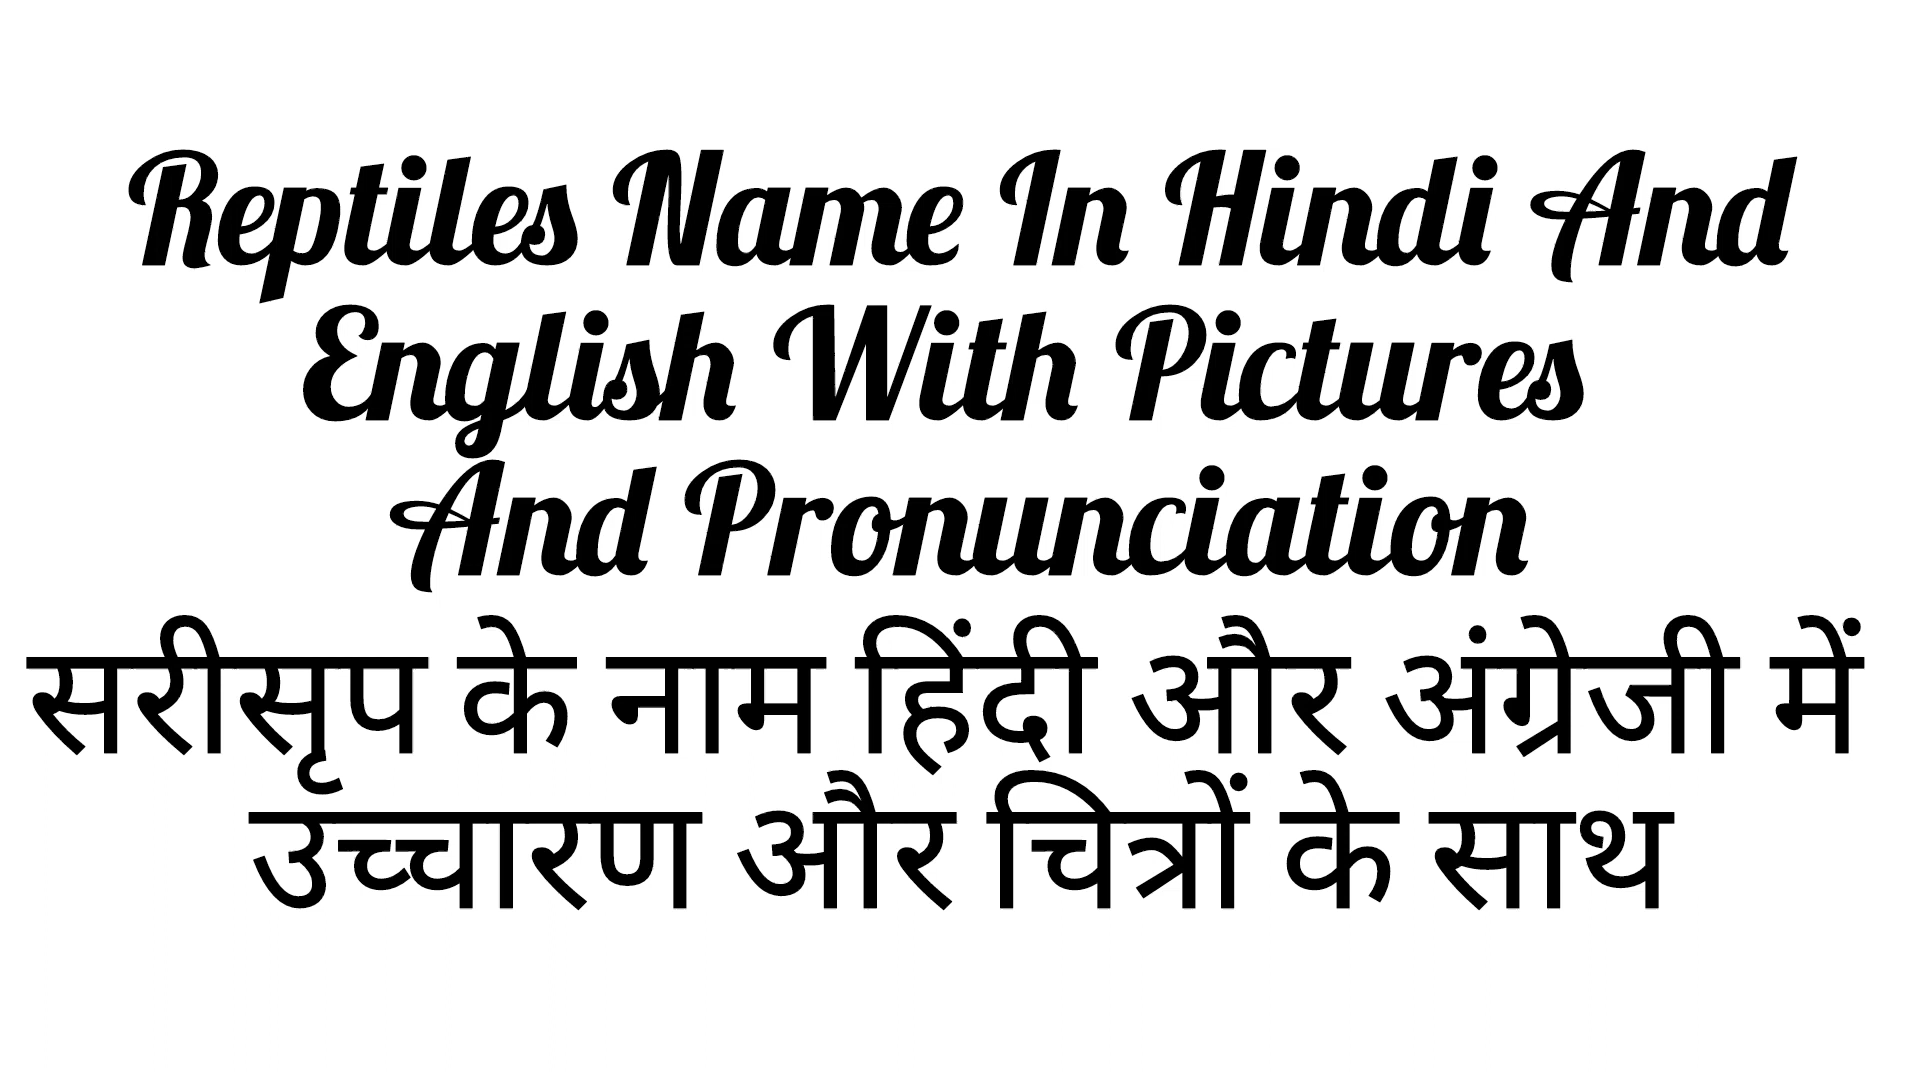 Reptiles Name In Hindi And
English With Pictures
And Pronunciation
सरीसृप के नाम हिंदी और अंग्रेजी में
उच्चारण और चित्रों के साथ